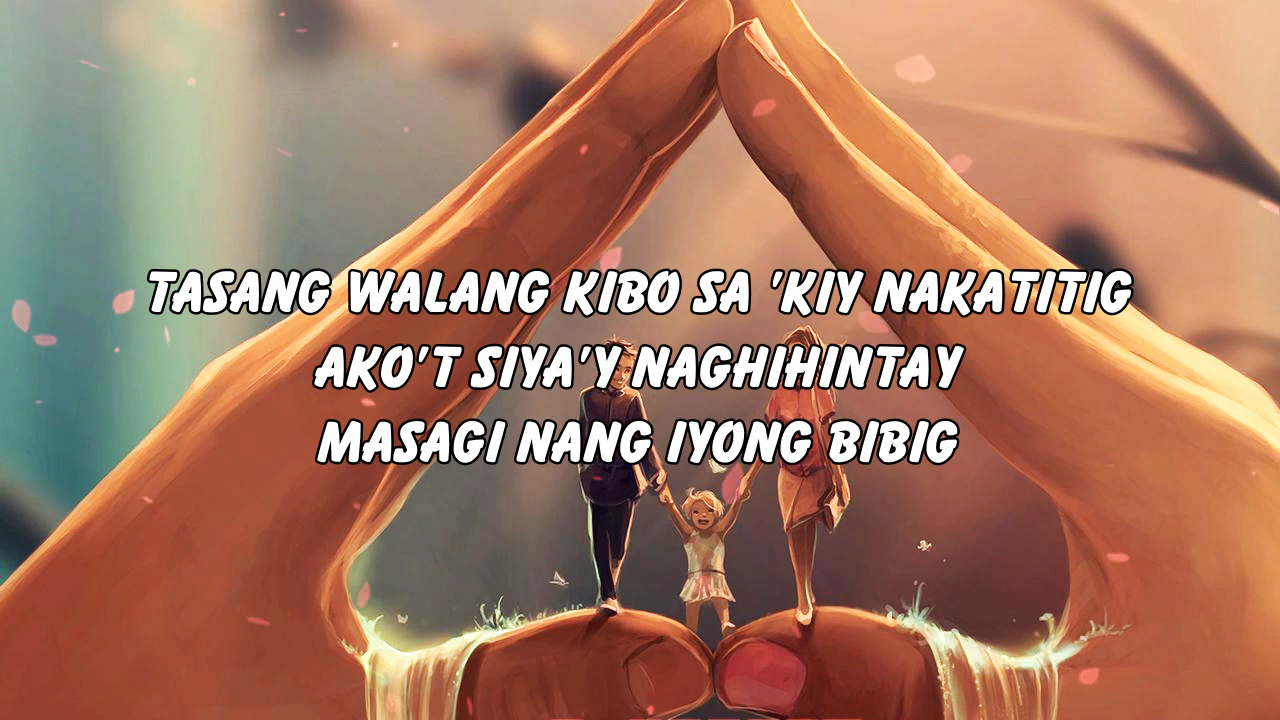 TASANG WALANG KIBO SA 'KIY NAKATITIG
AKO'T SIYA'Y NAGHIHINTAY
MASAGI NANG IYONG BIBIG